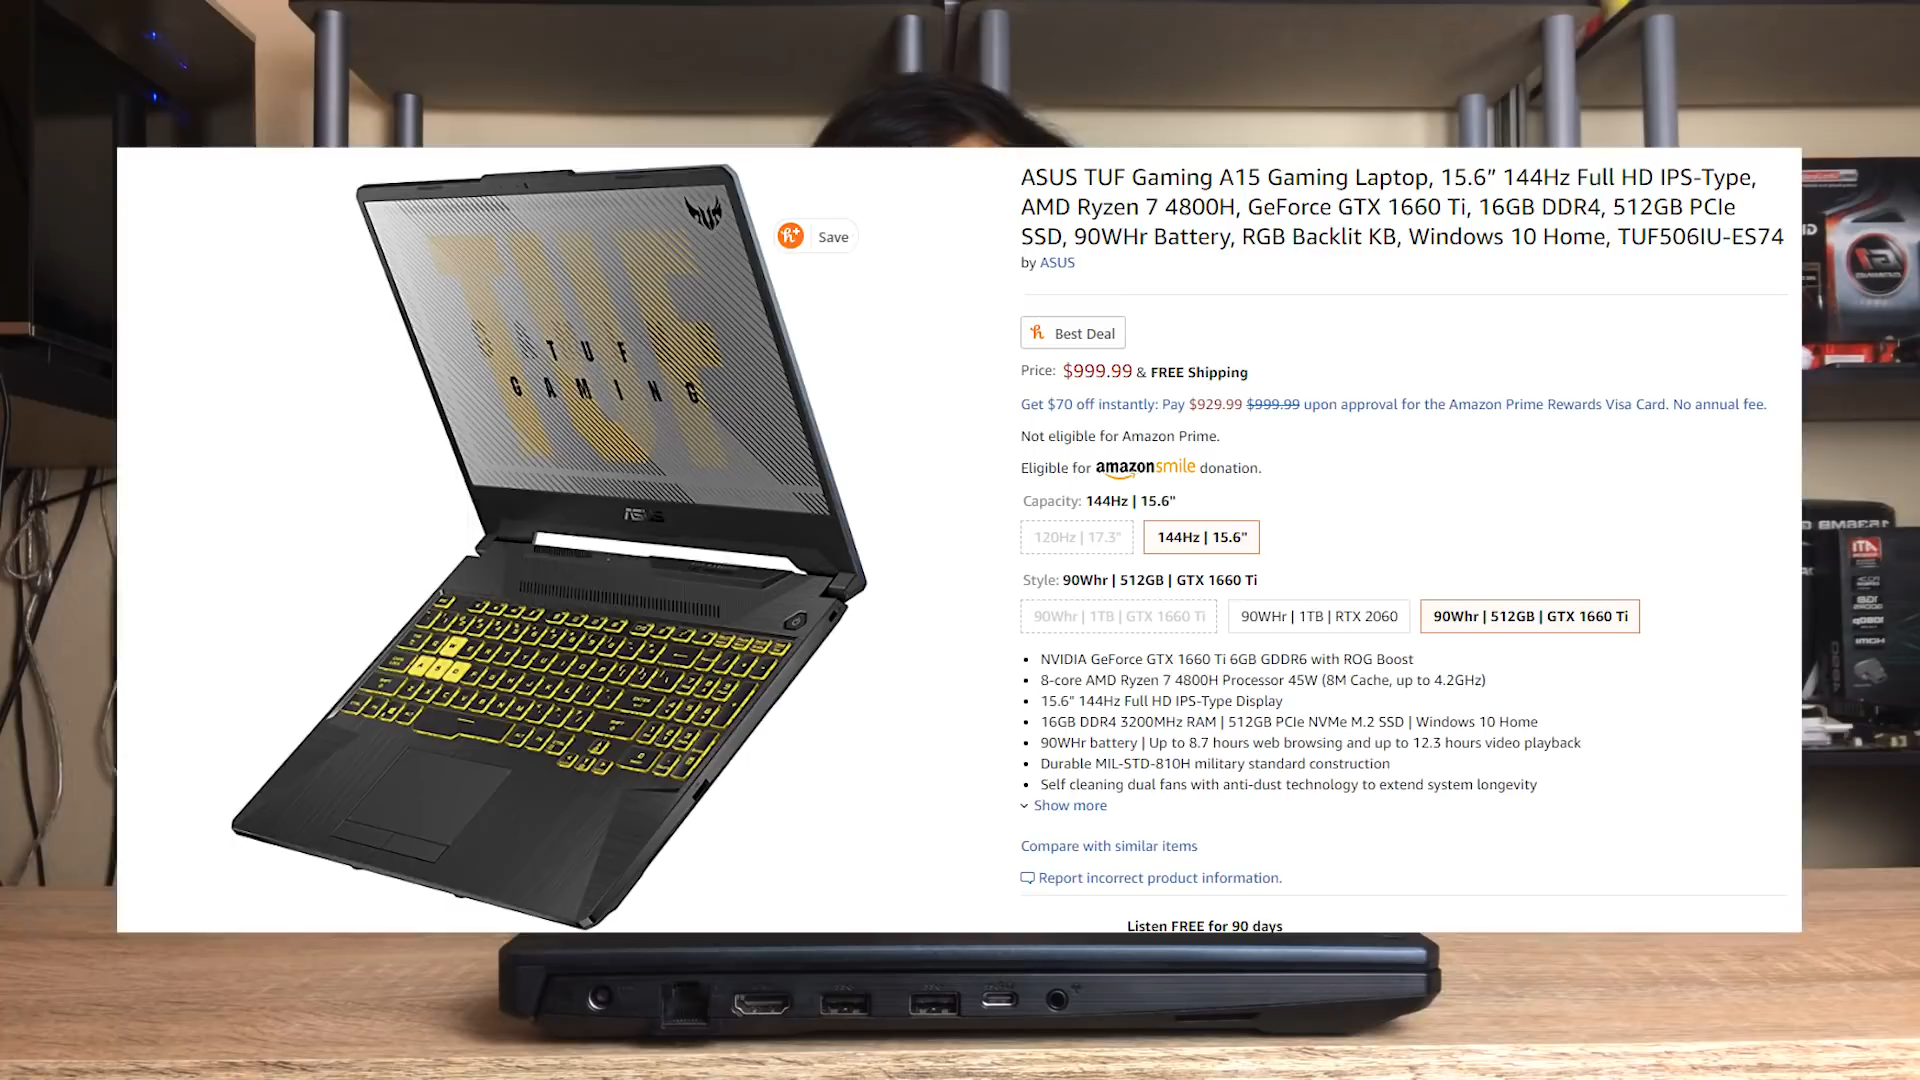 ASUS TUF Gaming A15 Gaming Laptop, 15.6” 144Hz Full HD IPS-Type,
AMD Ryzen 7 4800H, GeForce GTX 1660 Ti, 16GB DDR4, 512GB PCIe
SSD, 90WHr Battery, RGB Backlit KB, Windows 10 Home, TUF506IU-ES74
by ASUS
h+ Save
h Best Deal
Price: $999.99 & FREE Shipping
Get $70 off instantly: Pay $929.99 $999.99 upon approval for the Amazon Prime Rewards Visa Card. No annual fee.
Not eligible for Amazon Prime.
Eligible for amazonsmile donation.
Capacity: 144Hz | 15.6"
120Hz | 17.3" 144Hz | 15.6"
Style: 90Whr | 512GB | GTX 1660 Ti
90Whr | 1TB | GTX 1660 Ti 90WHr | 1TB | RTX 2060 90Whr | 512GB | GTX 1660 Ti
NVIDIA GeForce GTX 1660 Ti 6GB GDDR6 with ROG Boost
8-core AMD Ryzen 7 4800H Processor 45W (8M Cache, up to 4.2GHz)
15.6" 144Hz Full HD IPS-Type Display
16GB DDR4 3200MHz RAM | 512GB PCIe NVMe M.2 SSD | Windows 10 Home
90WHr battery | Up to 8.7 hours web browsing and up to 12.3 hours video playback
Durable MIL-STD-810H military standard construction
Self cleaning dual fans with anti-dust technology to extend system longevity
Show more
Compare with similar items
Report incorrect product information.
Listen FREE for 90 days
TUF
TUF
GAMING
ASUS